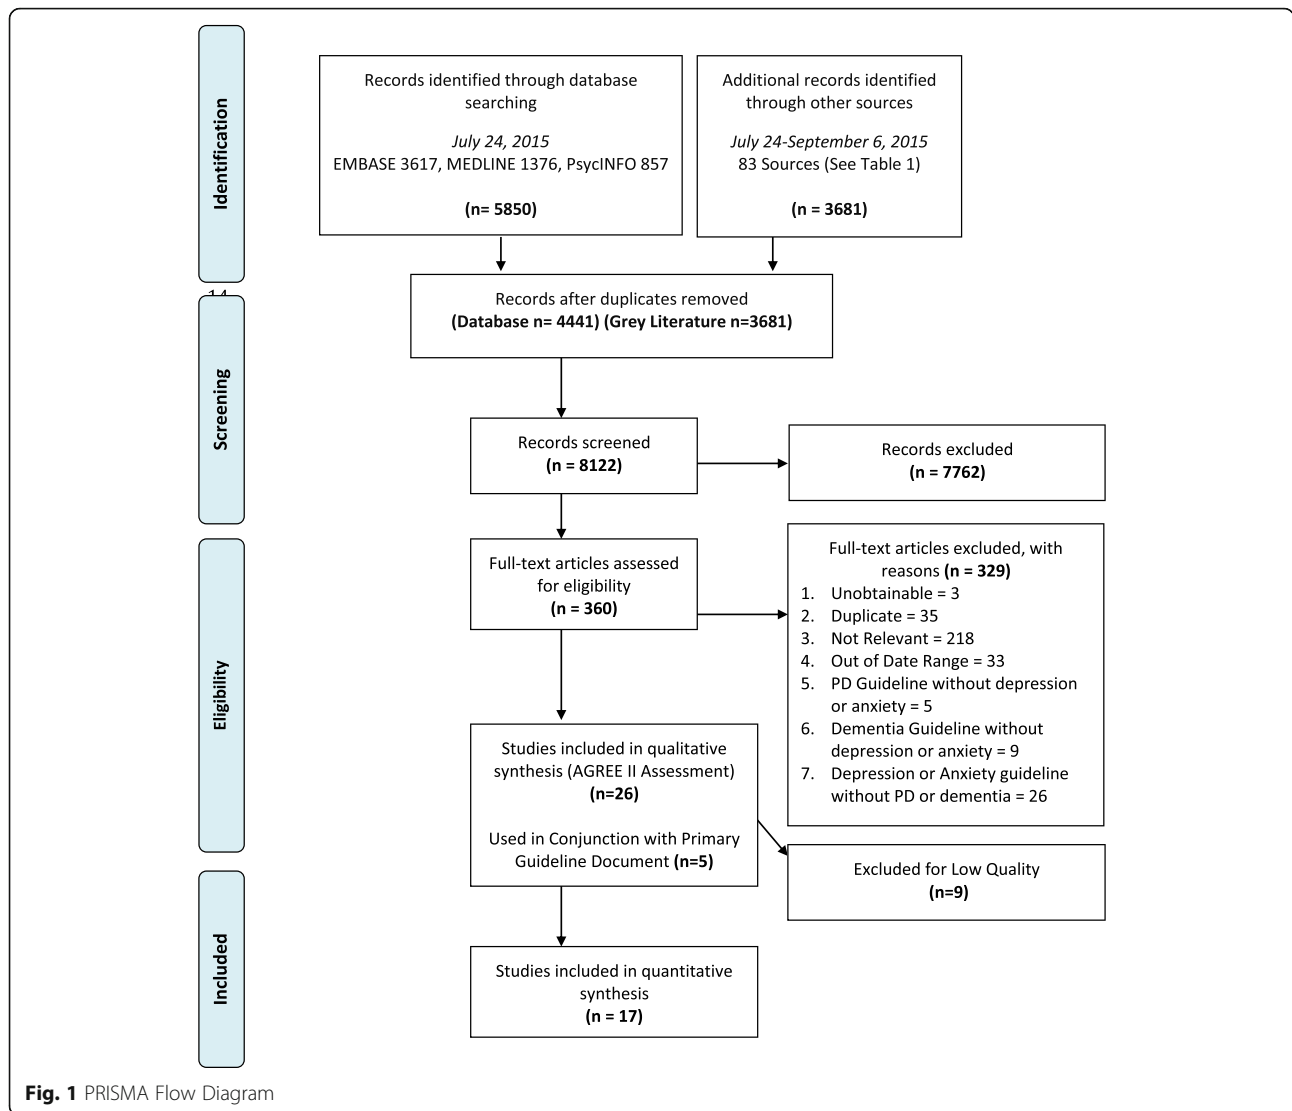 Identification
Records identified through database
searching
July 24, 2015
EMBASE 3617, MEDLINE 1376, PsycINFO 857
(n= 5850)
Additional records identified
through other sources
July 24-September 6, 2015
83 Sources (See Table 1)
(n = 3681)
14
Screening
Records after duplicates removed
(Database n= 4441) (Grey Literature n=3681)
Records screened
(n = 8122)
Records excluded
(n = 7762)
Eligibility
Full-text articles assessed
for eligibility
(n = 360)
Full-text articles excluded, with
reasons (n = 329)
1. Unobtainable = 3
2. Duplicate = 35
3. Not Relevant = 218
4. Out of Date Range = 33
5. PD Guideline without depression
or anxiety = 5
6. Dementia Guideline without
depression or anxiety = 9
7. Depression or Anxiety guideline
without PD or dementia = 26
Studies included in qualitative
synthesis (AGREE II Assessment)
(n=26)
Used in Conjunction with Primary
Guideline Document (n=5)
Excluded for Low Quality
(n=9)
Included
Studies included in quantitative
synthesis
(n = 17)
Fig. 1 PRISMA Flow Diagram